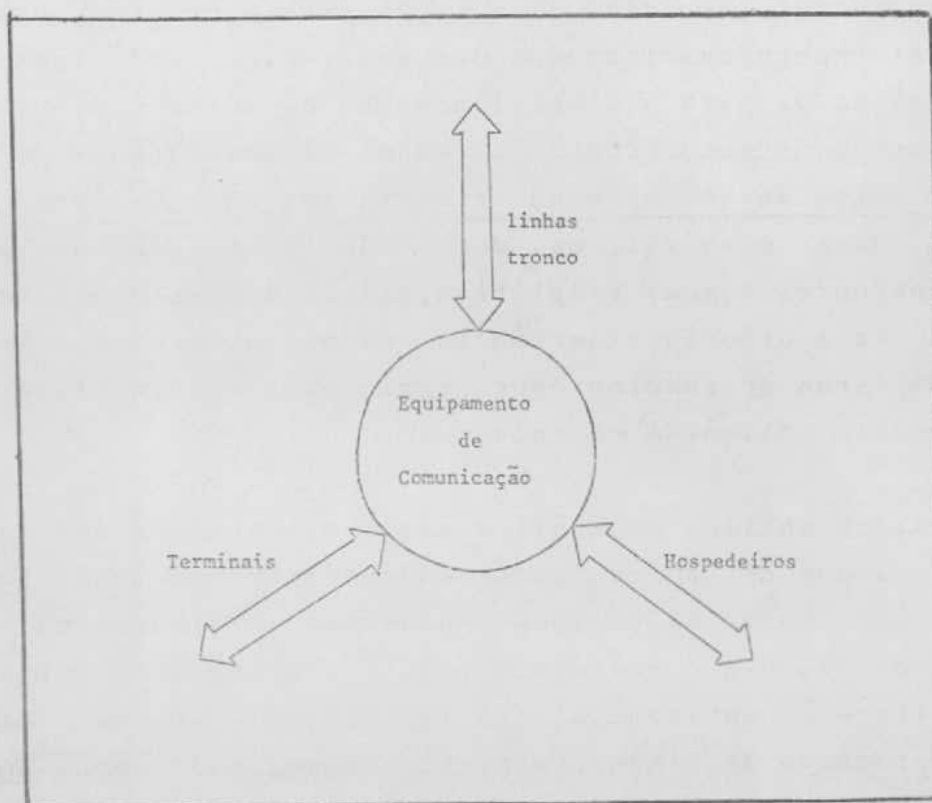 linhas
tronco
Equipamento
de
Comunicação
Terminais
Hospedeiros